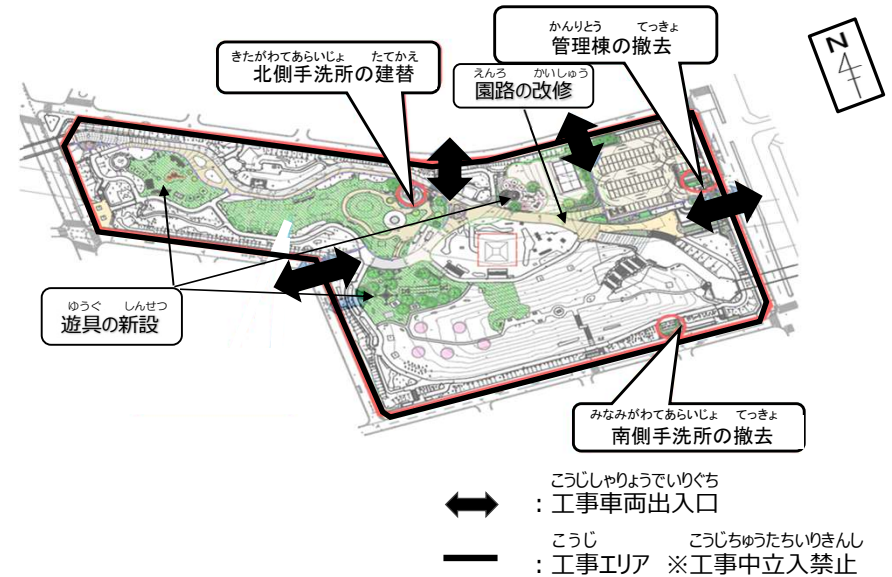 かんりとう てっきょ
管理棟の撤去
N
きたがわてあらいじょ たてかえ
北側手洗所の建替
えんろ かいしゅう
園路の改修
ゆうぐ しんせつ
遊具の新設
みなみがわてあらいじょ てっきょ
南側手洗所の撤去
こうじしゃりょうでいりぐち
：工事車両出入口
こうじ こうじちゅうたちいりきんし
：工事エリア ※工事中立入禁止